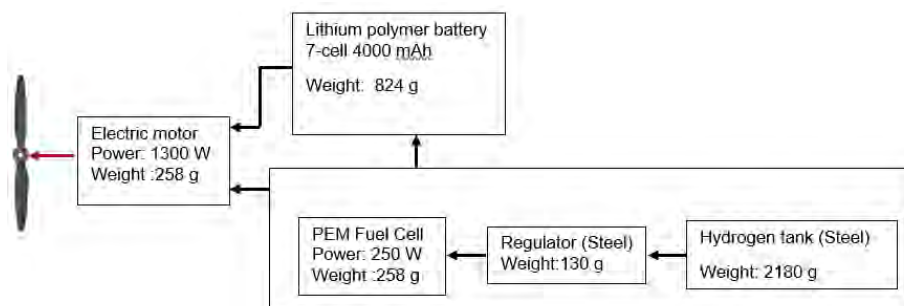 Lithium polymer battery
7-cell 4000 mAh
Weight: 824 g
Electric motor
Power: 1300 W
Weight :258 g
PEM Fuel Cell
Power: 250 W
Weight :258 g
Regulator (Steel)
Weight:130 g
Hydrogen tank (Steel)
Weight: 2180 g